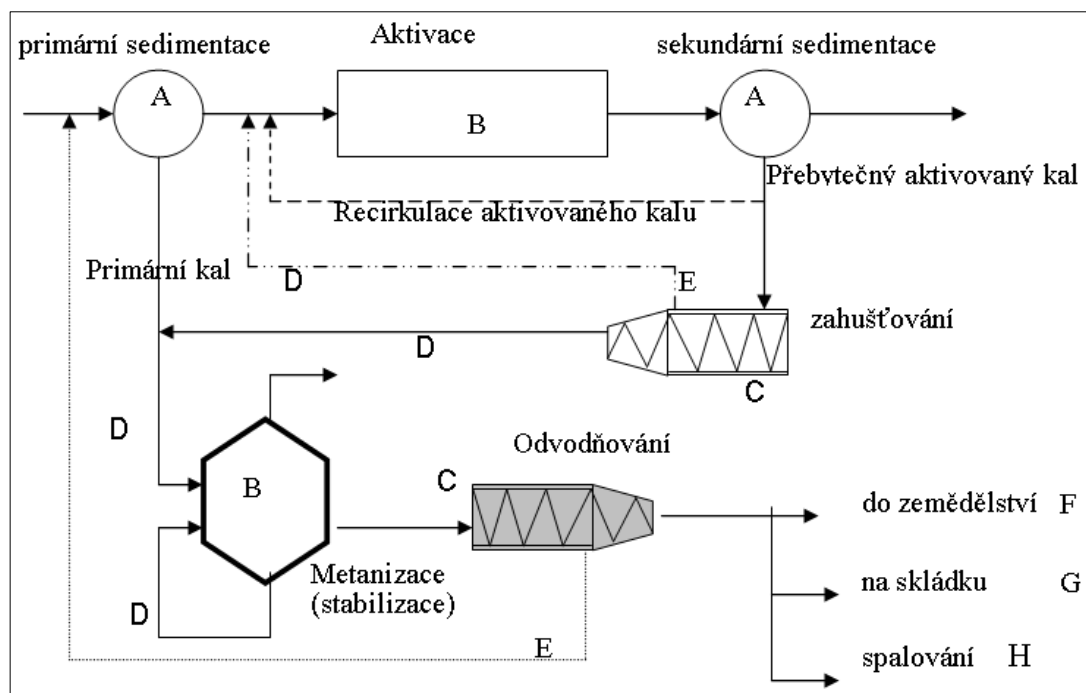 primární sedimentace
Aktivace
sekundární sedimentace
A
B
A
Přebytečný aktivovaný kal
Recirkulace aktivovaného kalu
Primární kal
D
E
zahušťování
D
C
D
Odvodňování
C
B
do zemědělství F
Metanizace
(stabilizace)
na skládku G
D
E
spalování H